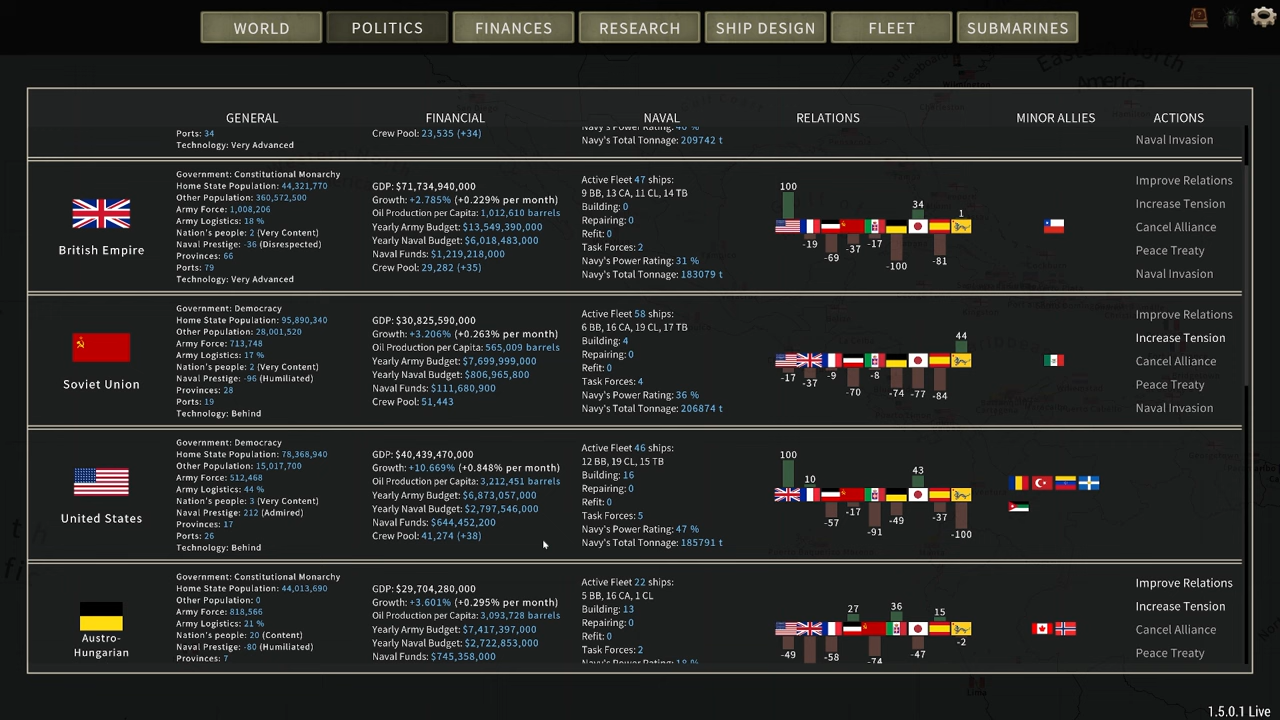 WORLD
POLITICS
FINANCES
RESEARCH
SHIP DESIGN
FLEET
SUBMARINES
GENERAL
FINANCIAL
NAVAL
RELATIONS
MINOR ALLIES
ACTIONS
Ports: 34
Technology: Very Advanced
Crew Pool: 23,535 (+34)
Navy's Power Rating: 40 %
Navy's Total Tonnage: 209742 t
Naval Invasion
British Empire
Government: Constitutional Monarchy
Home State Population: 44,321,770
Other Population: 360,572,500
Army Force: 1,008,206
Army Logistics: 18 %
Nation's people: 2 (Very Content)
Naval Prestige: -36 (Disrespected)
Provinces: 66
Ports: 79
Technology: Very Advanced
GDP: $71,734,940,000
Growth: +2.785% (+0.229% per month)
Oil Production per Capita: 1,012,610 barrels
Yearly Army Budget: $13,549,390,000
Yearly Naval Budget: $6,018,483,000
Naval Funds: $1,219,218,000
Crew Pool: 29,282 (+35)
Active Fleet 47 ships:
9 BB, 13 CA, 11 CL, 14 TB
Building: 0
Repairing: 0
Refit: 0
Task Forces: 2
Navy's Power Rating: 31 %
Navy's Total Tonnage: 183079 t
100
34
1
-19
-69
-37
-17
-100
-81
Improve Relations
Increase Tension
Cancel Alliance
Peace Treaty
Naval Invasion
Soviet Union
Government: Democracy
Home State Population: 95,890,340
Other Population: 28,001,520
Army Force: 713,748
Army Logistics: 17 %
Nation's people: 2 (Very Content)
Naval Prestige: -96 (Humiliated)
Provinces: 28
Ports: 19
Technology: Behind
GDP: $30,825,590,000
Growth: +3.206% (+0.263% per month)
Oil Production per Capita: 565,009 barrels
Yearly Army Budget: $7,699,999,000
Yearly Naval Budget: $806,965,800
Naval Funds: $111,680,900
Crew Pool: 51,443
Active Fleet 58 ships:
6 BB, 16 CA, 19 CL, 17 TB
Building: 4
Repairing: 0
Refit: 0
Task Forces: 4
Navy's Power Rating: 36 %
Navy's Total Tonnage: 206874 t
44
-17
-37
-9
-70
-8
-74
-77
-84
Improve Relations
Increase Tension
Cancel Alliance
Peace Treaty
Naval Invasion
United States
Government: Democracy
Home State Population: 78,368,940
Other Population: 15,017,700
Army Force: 512,468
Army Logistics: 44 %
Nation's people: 3 (Very Content)
Naval Prestige: 212 (Admired)
Provinces: 17
Ports: 26
Technology: Behind
GDP: $40,439,470,000
Growth: +10.669% (+0.848% per month)
Oil Production per Capita: 3,212,451 barrels
Yearly Army Budget: $6,873,057,000
Yearly Naval Budget: $2,797,546,000
Naval Funds: $644,452,200
Crew Pool: 41,274 (+38)
Active Fleet 46 ships:
12 BB, 19 CL, 15 TB
Building: 16
Repairing: 0
Refit: 0
Task Forces: 5
Navy's Power Rating: 47 %
Navy's Total Tonnage: 185791 t
100
10
43
-57
-17
-91
-49
-37
-100
Austro-
Hungarian
Government: Constitutional Monarchy
Home State Population: 44,013,690
Other Population: 0
Army Force: 818,566
Army Logistics: 21 %
Nation's people: 20 (Content)
Naval Prestige: -80 (Humiliated)
Provinces: 7
GDP: $29,704,280,000
Growth: +3.601% (+0.295% per month)
Oil Production per Capita: 3,093,728 barrels
Yearly Army Budget: $7,417,397,000
Yearly Naval Budget: $2,722,853,000
Naval Funds: $745,358,000
Active Fleet 22 ships:
5 BB, 16 CA, 1 CL
Building: 13
Repairing: 0
Refit: 0
Task Forces: 2
Navy's Power Rating: 18 %
27
36
15
-49
-58
-74
-47
-2
Improve Relations
Increase Tension
Cancel Alliance
Peace Treaty
1.5.0.1 Live